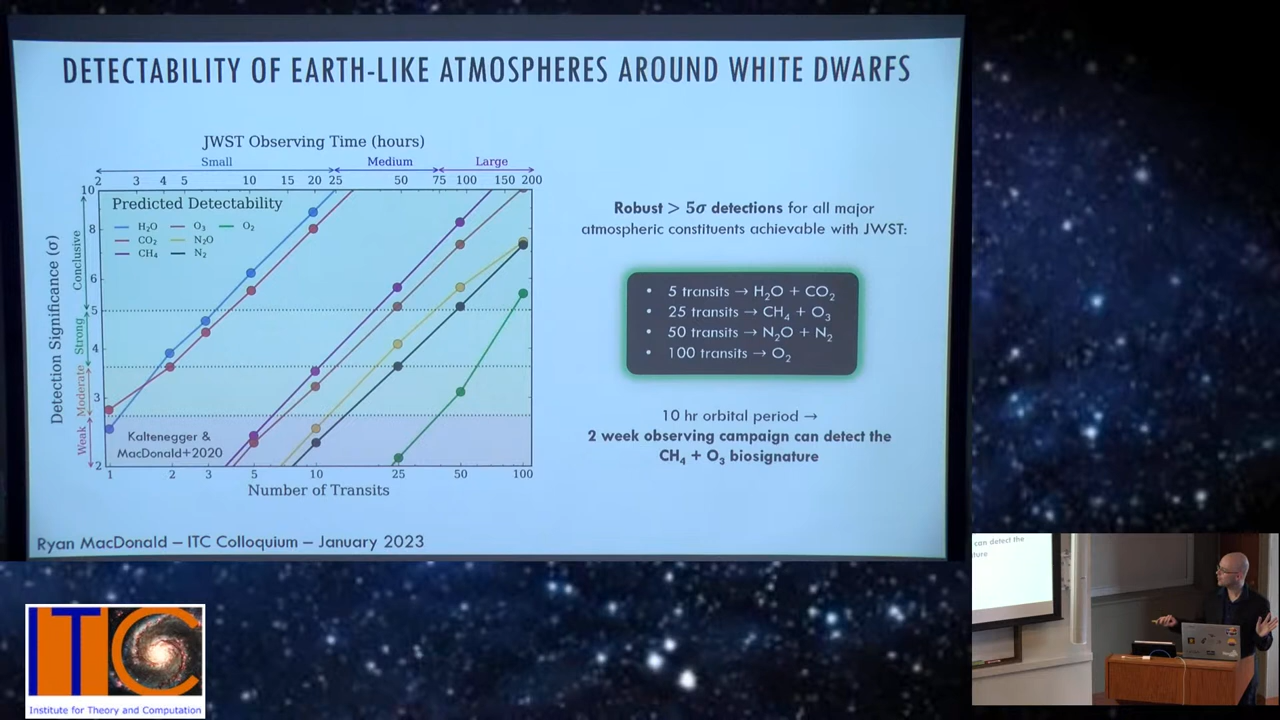 DETECTABILITY OF EARTH-LIKE ATMOSPHERES AROUND WHITE DWARFS
JWST Observing Time (hours)
Small Medium Large
2 3 4 5 10 15 20 25 50 75 100 150 200
Predicted Detectability
H₂O O₃ O₂
CO₂ N₂O
CH₄ N₂
Detection Significance (σ)
Conclusive
Strong
Moderate
Weak
10
8
6
5
4
3
2
Kaltenegger &
MacDonald+2020
1 2 3 5 10 25 50 100
Number of Transits
Robust > 5σ detections for all major
atmospheric constituents achievable with JWST:
• 5 transits → H₂O + CO₂
• 25 transits → CH₄ + O₃
• 50 transits → N₂O + N₂
• 100 transits → O₂
10 hr orbital period →
2 week observing campaign can detect the
CH₄ + O₃ biosignature
Ryan MacDonald – ITC Colloquium – January 2023
ITC
Institute for Theory and Computation
can detect the
ture